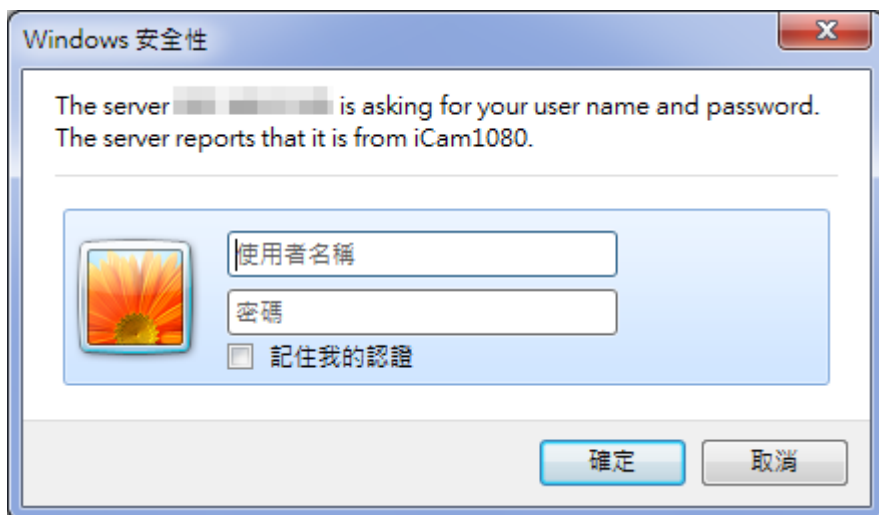 Windows 安全性
The server is asking for your user name and password.
The server reports that it is from iCam1080.
使用者名稱
密碼
記住我的認證
確定
取消